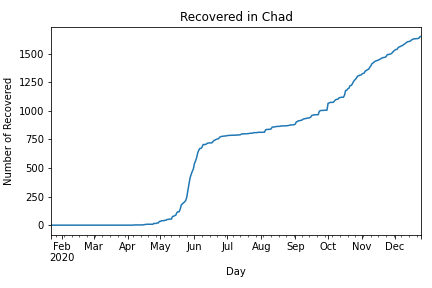 Recovered in Chad
Number of Recovered
1500
1250
1000
750
500
250
0
Feb Mar Apr May Jun Jul Aug Sep Oct Nov Dec
2020
Day